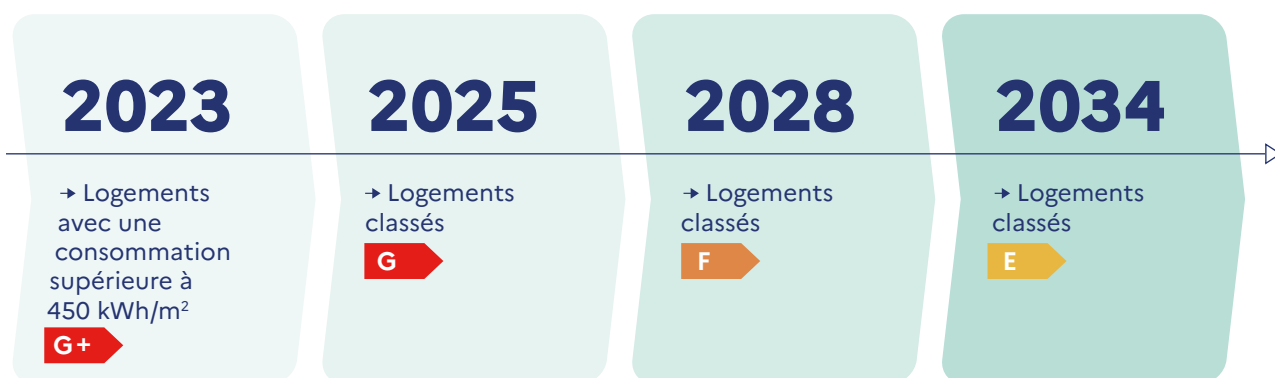 2023
→ Logements
avec une
consommation
supérieure à
450 kWh/m²
G+
2025
→ Logements
classés
G
2028
→ Logements
classés
F
2034
→ Logements
classés
E